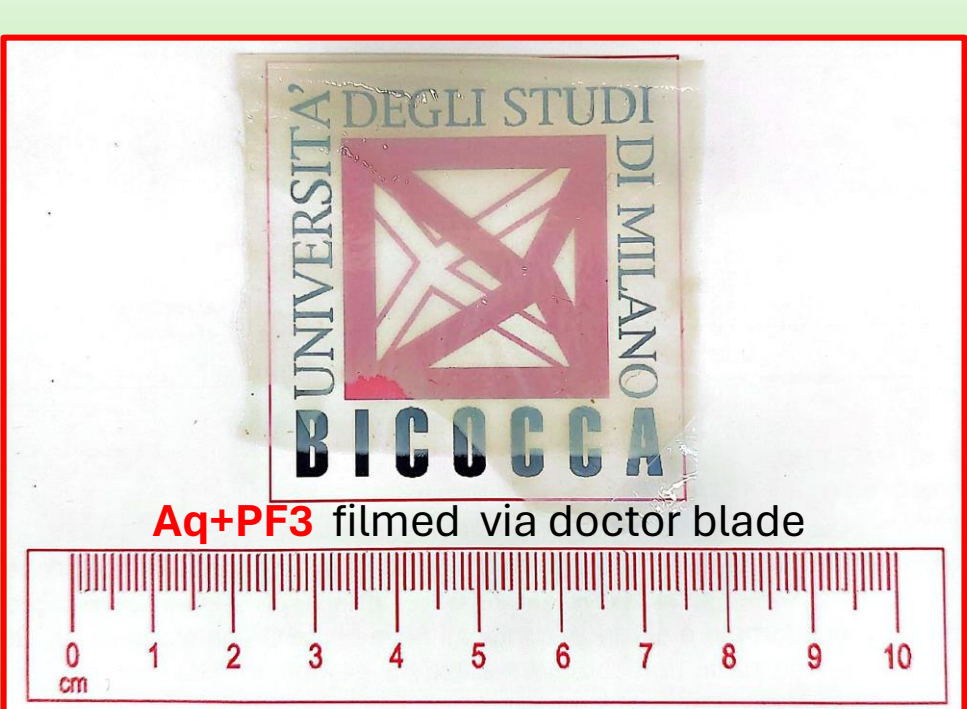 UNIVERSITÀ
DEGLI STUDI
DI MILANO
BICOCCA
Aq+PF3 filmed via doctor blade
0 1 2 3 4 5 6 7 8 9 10
cm